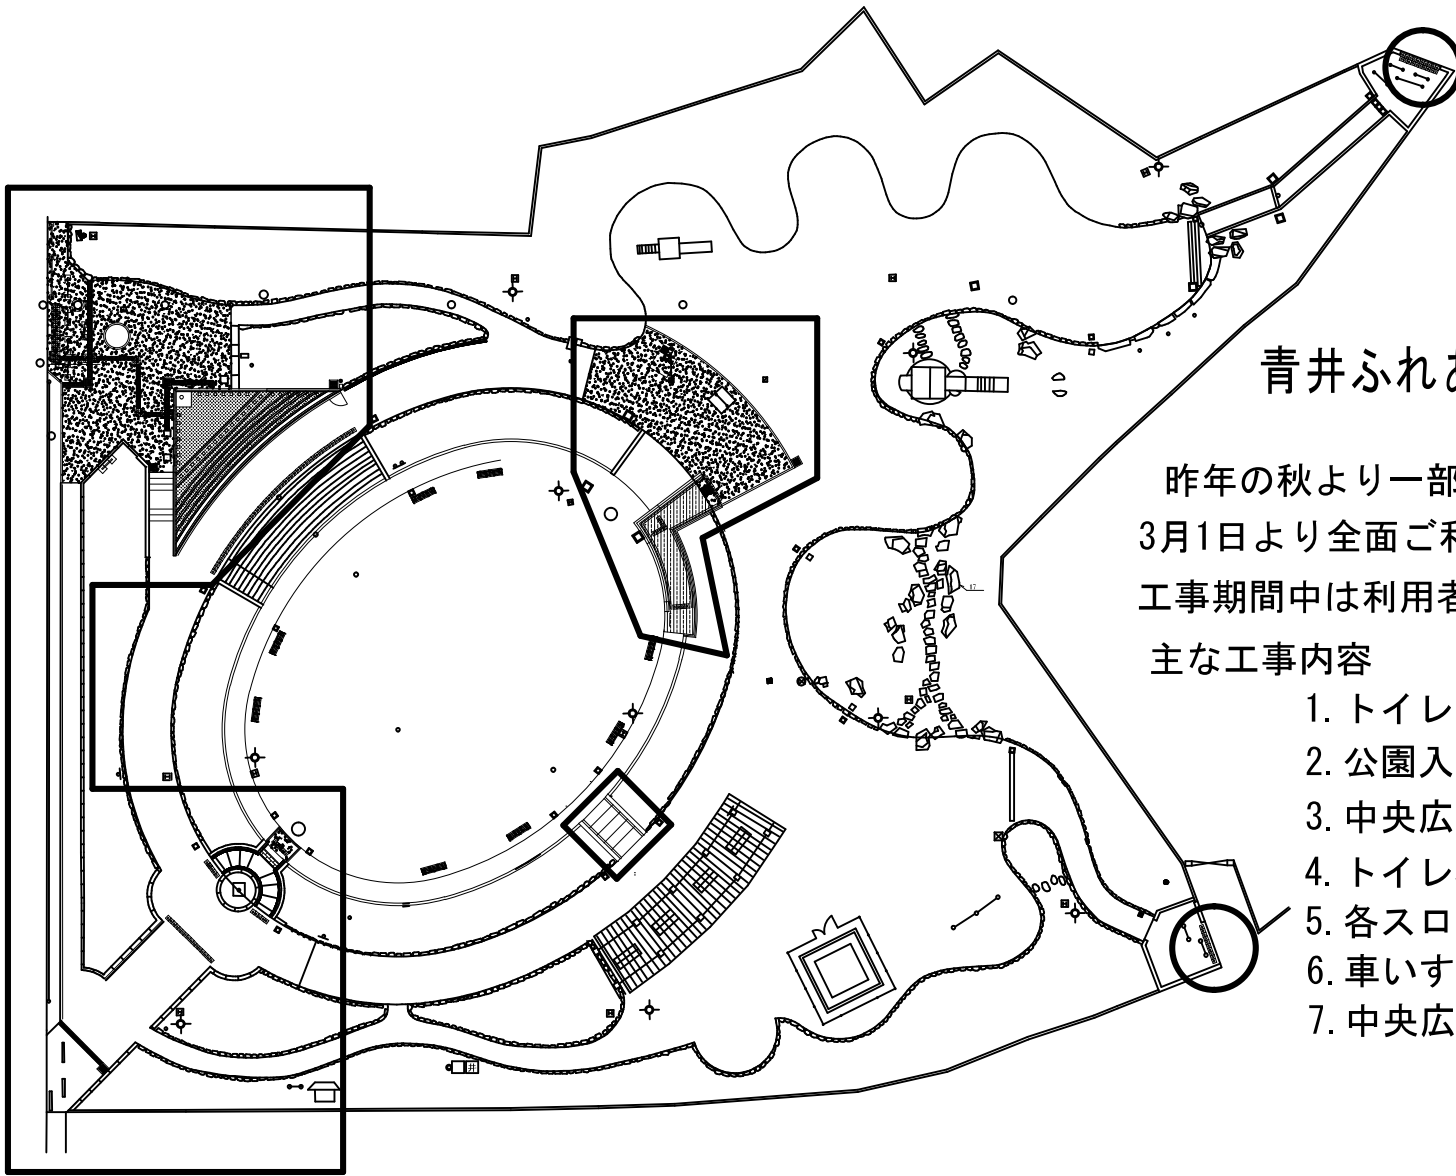 青井ふれあ
昨年の秋より一部
3月1日より全面ご利
工事期間中は利用者
主な工事内容
1. トイレ
2. 公園入
3. 中央広
4. トイレ
5. 各スロ
6. 車いす
7. 中央広
17
井